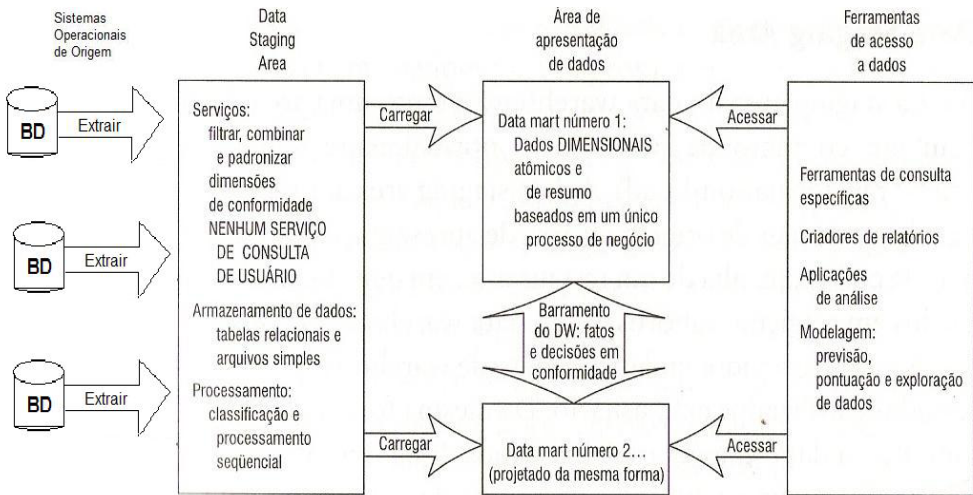 Sistemas
Operacionais
de Origem
BD
Extrair
BD
Extrair
BD
Extrair
Data
Staging
Area
Serviços:
filtrar, combinar
e padronizar
dimensões
de conformidade
NENHUM SERVIÇO
DE CONSULTA
DE USUÁRIO
Armazenamento de dados:
tabelas relacionais e
arquivos simples
Processamento:
classificação e
processamento
seqüencial
Carregar
Carregar
Área de
apresentação
de dados
Data mart número 1:
Dados DIMENSIONAIS
atômicos e
de resumo
baseados em um único
processo de negócio
Barramento
do DW: fatos
e decisões em
conformidade
Data mart número 2...
(projetado da mesma forma)
Acessar
Acessar
Ferramentas
de acesso
a dados
Ferramentas de consulta
específicas
Criadores de relatórios
Aplicações
de análise
Modelagem:
previsão,
pontuação e exploração
de dados